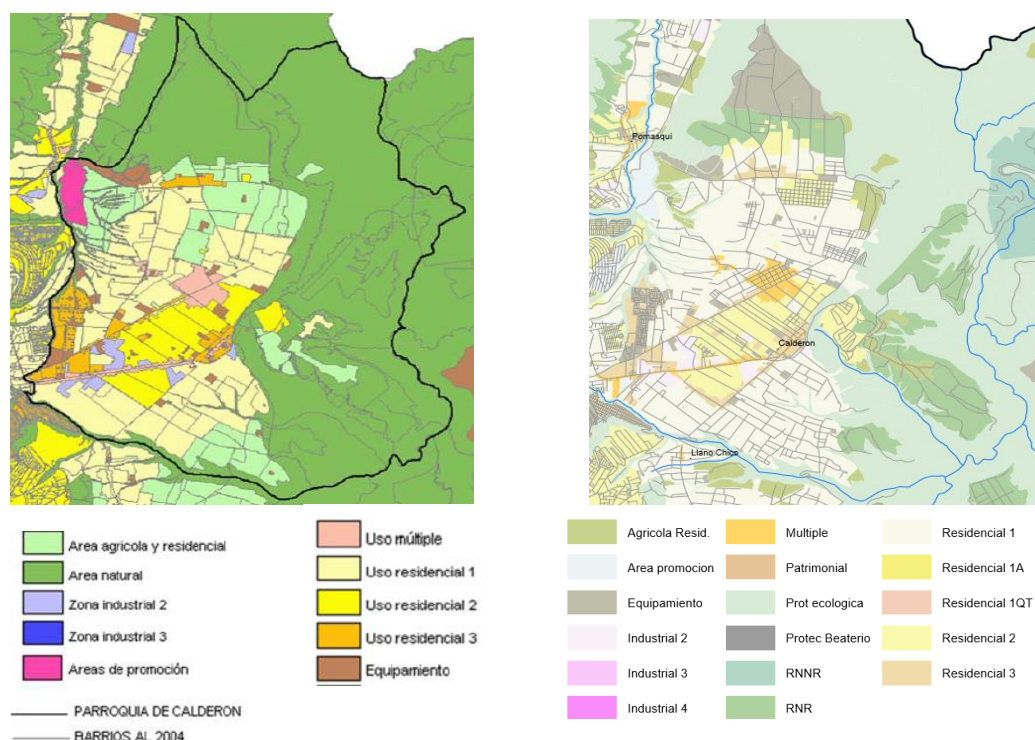 Pomasqui
Calderon
Llano Chico
Area agricola y residencial
Area natural
Zona industrial 2
Zona industrial 3
Areas de promoción
Uso múltiple
Uso residencial 1
Uso residencial 2
Uso residencial 3
Equipamiento
PARROQUIA DE CALDERON
BARRIOS AL 2004
Agricola Resid.
Area promocion
Equipamiento
Industrial 2
Industrial 3
Industrial 4
Multiple
Patrimonial
Prot ecologica
Protec Beaterio
RNNR
RNR
Residencial 1
Residencial 1A
Residencial 1QT
Residencial 2
Residencial 3